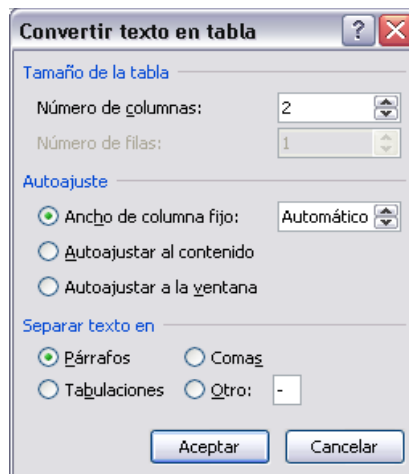 Convertir texto en tabla ?
Tamaño de la tabla
Número de columnas: 2
Número de filas: 1
Autoajuste
Ancho de columna fijo: Automático
Autoajustar al contenido
Autoajustar a la ventana
Separar texto en
Párrafos Comas
Tabulaciones Otro: -
Aceptar Cancelar